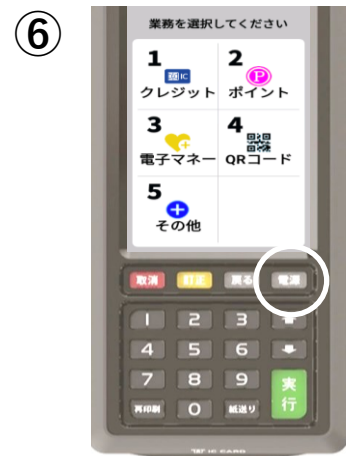 ⑥
業務を選択してください
1
IC
クレジット
2
P
ポイント
3
電子マネー
4
QRコード
5
その他
取消 訂正 戻る 電源
1 2 3
4 5 6
7 8 9 実行
再印刷 0 紙送り